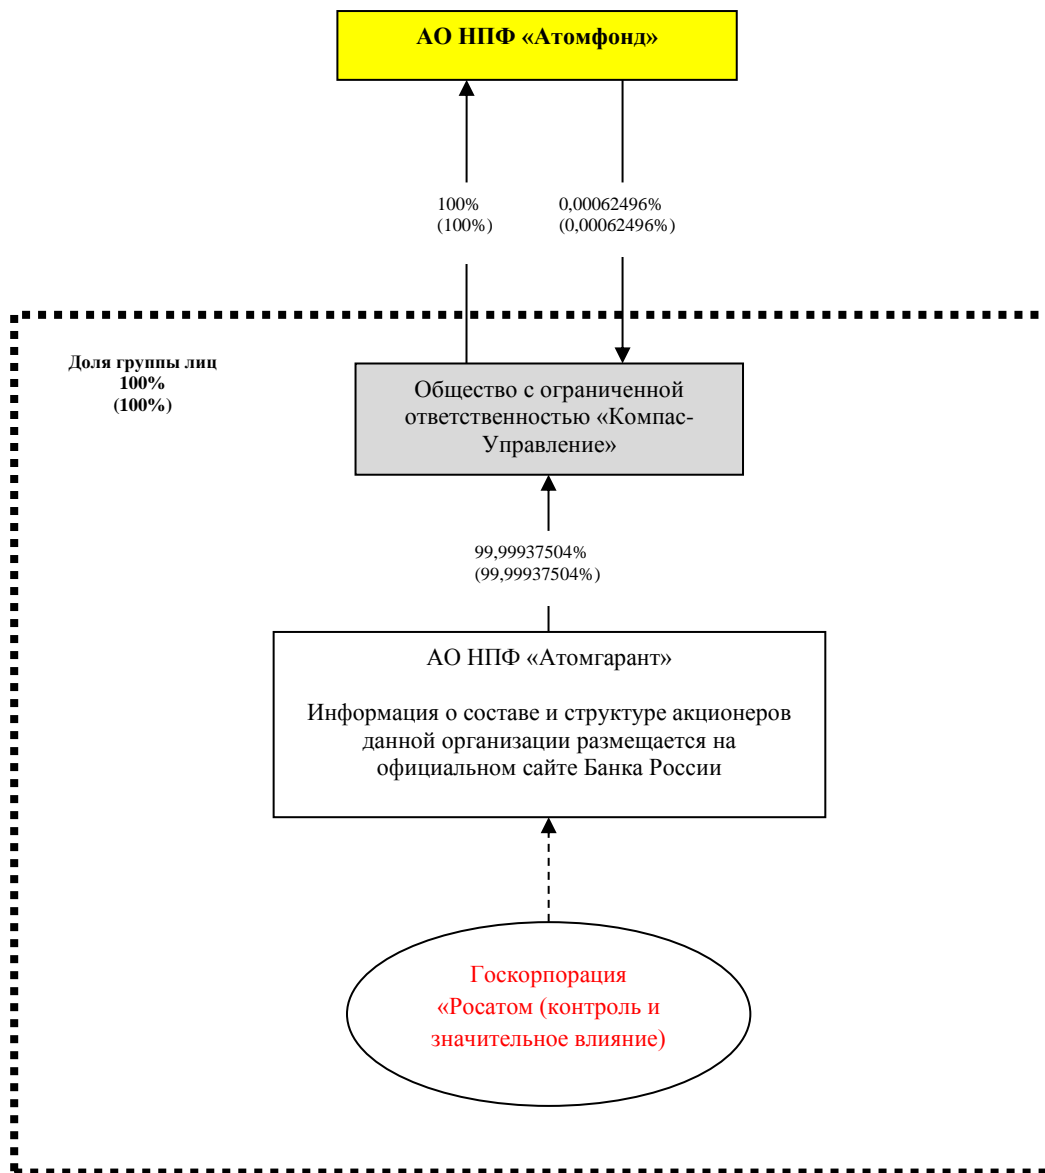 АО НПФ «Атомфонд»
100%
(100%)
0,00062496%
(0,00062496%)
Доля группы лиц
100%
(100%)
Общество с ограниченной
ответственностью «Компас-
Управление»
99,99937504%
(99,99937504%)
АО НПФ «Атомгарант»
Информация о составе и структуре акционеров
данной организации размещается на
официальном сайте Банка России
Госкорпорация
«Росатом (контроль и
значительное влияние)